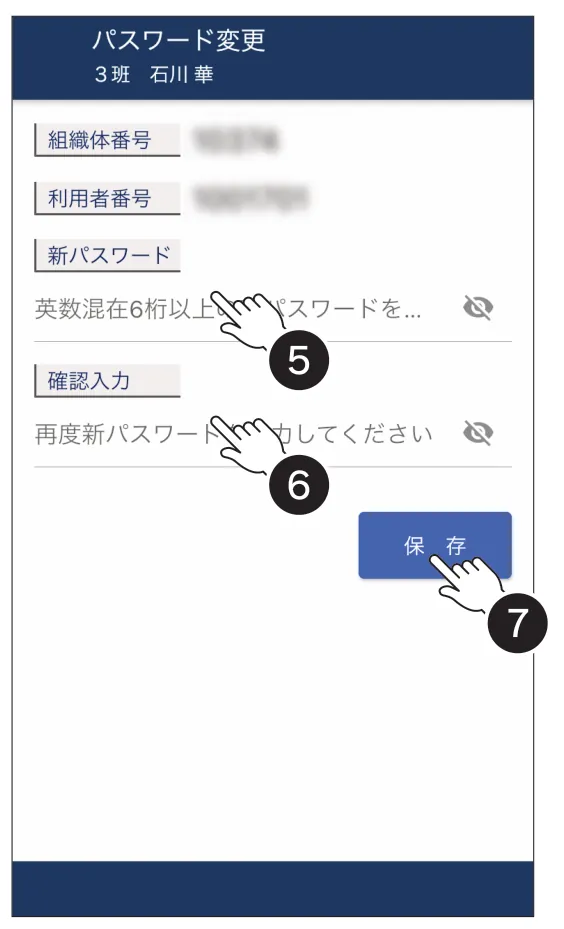 パスワード変更
３班　石川 華
組織体番号
利用者番号
新パスワード
英数混在6桁以上の パスワードを...
5
確認入力
再度新パスワード 力してください
6
保　存
7